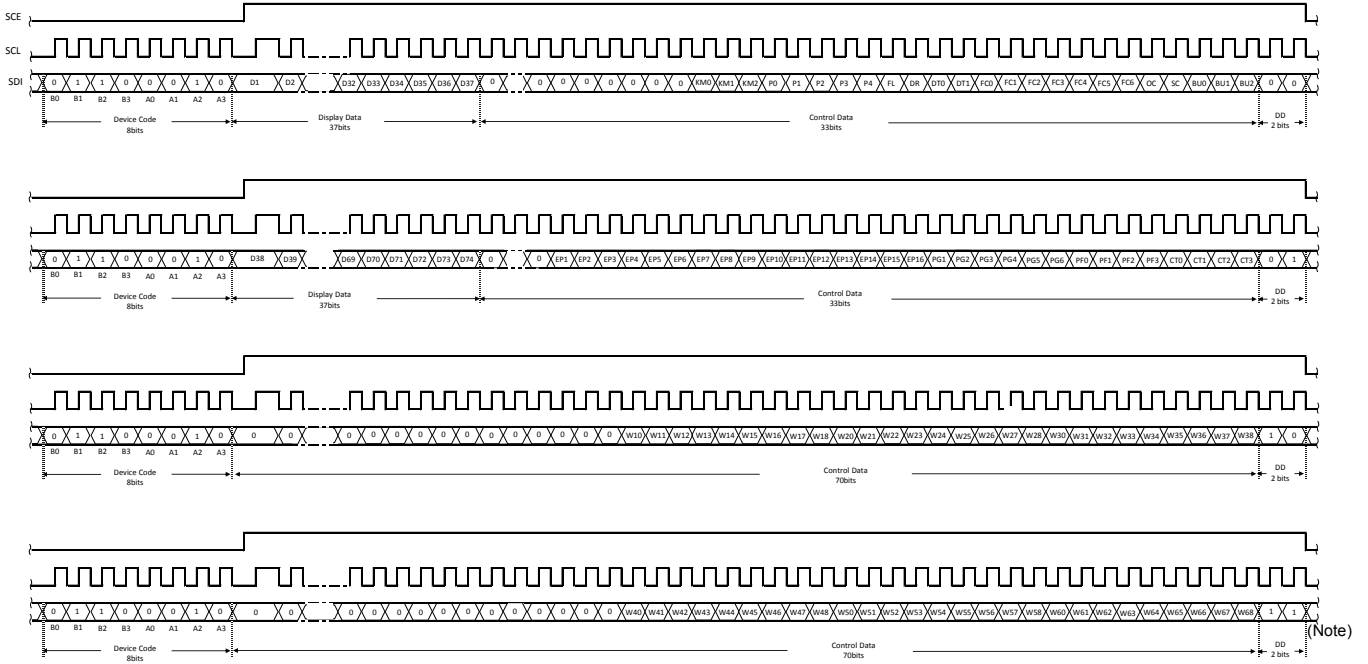 SCE
SCL
SDI 0 1 1 0 0 0 1 0 D1 D2 D32 D33 D34 D35 D36 D37 0 0 0 0 0 0 0 0 KM0 KM1 KM2 P0 P1 P2 P3 P4 FL DR DT0 DT1 FC0 FC1 FC2 FC3 FC4 FC5 FC6 OC SC BU0 BU1 BU2 0 0
B0 B1 B2 B3 A0 A1 A2 A3
Device Code Display Data Control Data DD
8bits 37bits 33bits 2 bits
0 1 1 0 0 0 1 0 D38 D39 D69 D70 D71 D72 D73 D74 0 0 EP1 EP2 EP3 EP4 EP5 EP6 EP7 EP8 EP9 EP10 EP11 EP12 EP13 EP14 EP15 EP16 PG1 PG2 PG3 PG4 PG5 PG6 PF0 PF1 PF2 PF3 CT0 CT1 CT2 CT3 0 1
B0 B1 B2 B3 A0 A1 A2 A3
Device Code Display Data Control Data DD
8bits 37bits 33bits 2 bits
0 1 1 0 0 0 1 0 0 0 0 0 0 0 0 0 0 0 0 0 0 0 W10 W11 W12 W13 W14 W15 W16 W17 W18 W20 W21 W22 W23 W24 W25 W26 W27 W28 W30 W31 W32 W33 W34 W35 W36 W37 W38 1 0
B0 B1 B2 B3 A0 A1 A2 A3
Device Code Control Data DD
8bits 70bits 2 bits
0 1 1 0 0 0 1 0 0 0 0 0 0 0 0 0 0 0 0 0 0 0 W40 W41 W42 W43 W44 W45 W46 W47 W48 W50 W51 W52 W53 W54 W55 W56 W57 W58 W60 W61 W62 W63 W64 W65 W66 W67 W68 1 1
B0 B1 B2 B3 A0 A1 A2 A3 (Note)
Device Code Control Data DD
8bits 70bits 2 bits